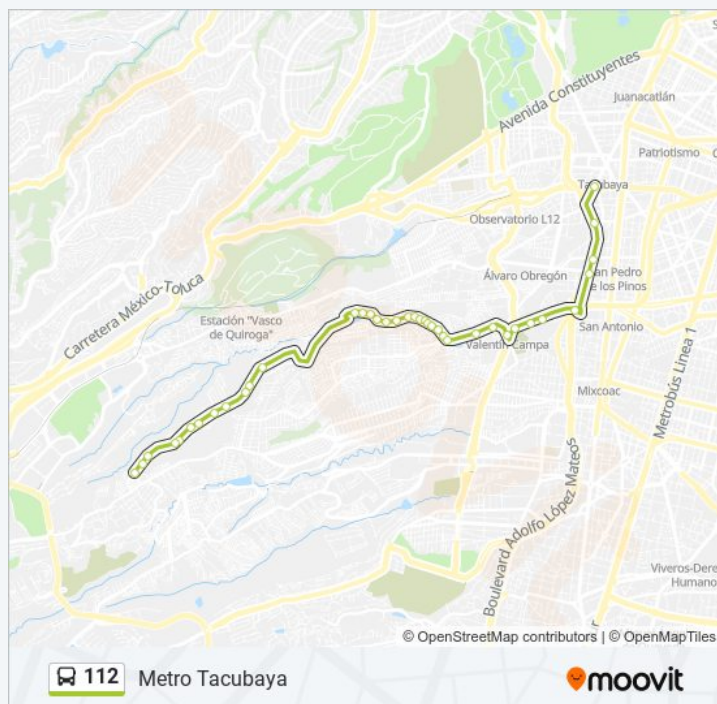 Avenida Constituyentes
Juanacatlán
Patriotismo
Tacubaya
Observatorio L12
Álvaro Obregón
San Pedro
de los Pinos
Carretera México-Toluca
Estación "Vasco
de Quiroga"
San Antonio
Valentín Campa
Mixcoac
Metrobús Línea 1
Boulevard Adolfo López Mateos
Viveros-Dere
Humano
© OpenStreetMap contributors | © OpenMapTiles
112 Metro Tacubaya
moovit